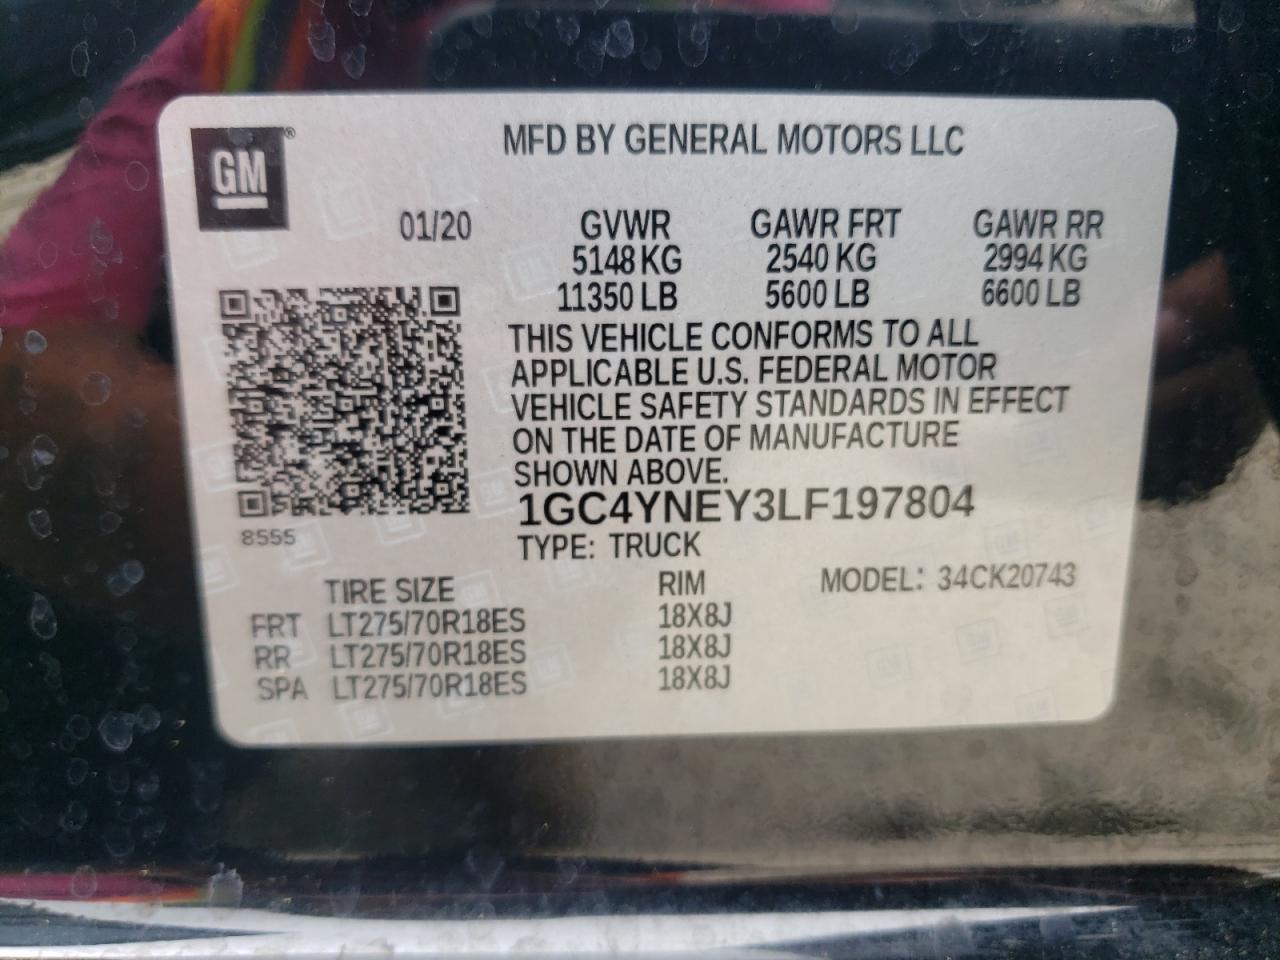 GM®
MFD BY GENERAL MOTORS LLC
01/20 GVWR GAWR FRT GAWR RR
5148 KG 2540 KG 2994 KG
11350 LB 5600 LB 6600 LB
THIS VEHICLE CONFORMS TO ALL
APPLICABLE U.S. FEDERAL MOTOR
VEHICLE SAFETY STANDARDS IN EFFECT
ON THE DATE OF MANUFACTURE
SHOWN ABOVE.
1GC4YNEY3LF197804
8555
TYPE: TRUCK
TIRE SIZE RIM MODEL: 34CK20743
FRT LT275/70R18ES 18X8J
RR LT275/70R18ES 18X8J
SPA LT275/70R18ES 18X8J